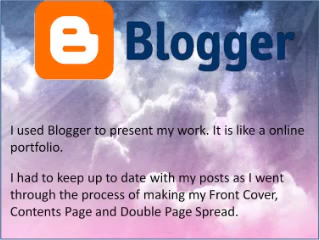 Blogger
I used Blogger to present my work. It is like a online
portfolio.
I had to keep up to date with my posts as I went
through the process of making my Front Cover,
Contents Page and Double Page Spread.